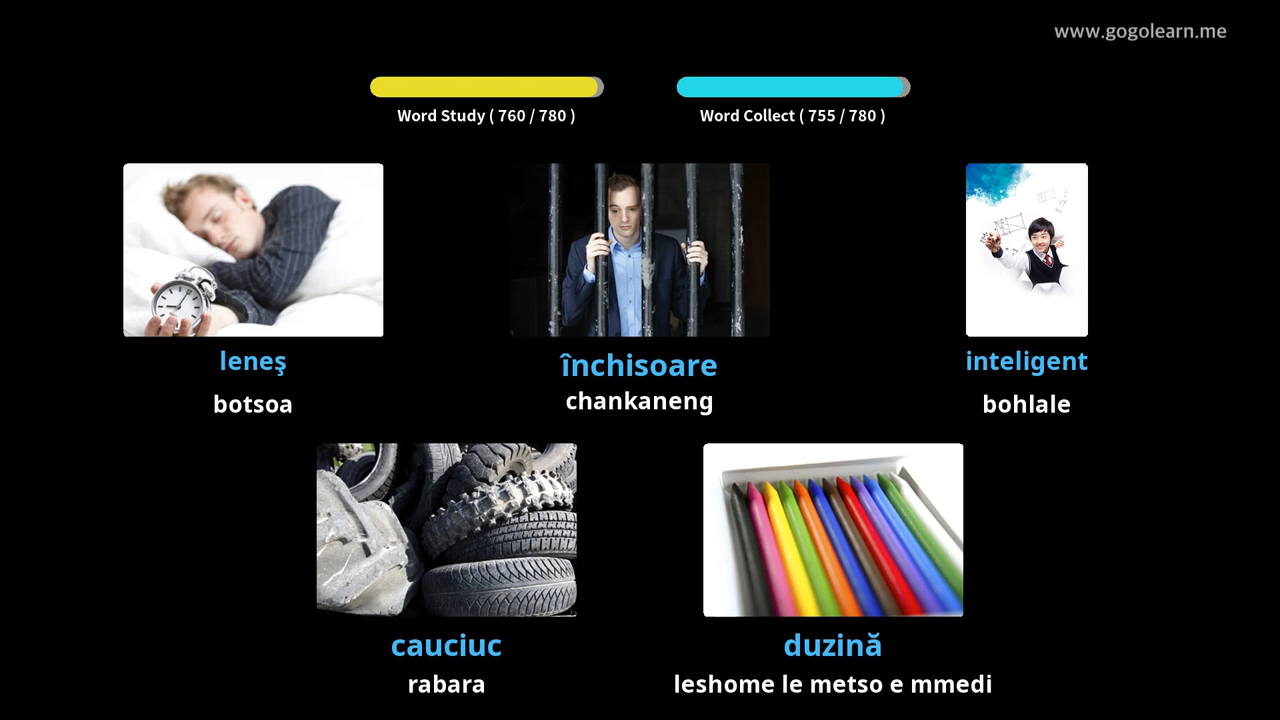 www.gogolearn.me
Word Study ( 760 / 780 )
Word Collect ( 755 / 780 )
leneş
botsoa
închisoare
chankaneng
inteligent
bohlale
cauciuc
rabara
duzină
leshome le metso e mmedi